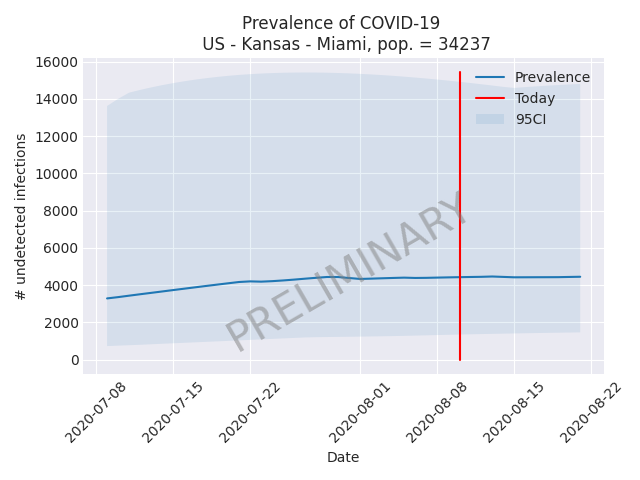 Prevalence of COVID-19
US - Kansas - Miami, pop. = 34237
16000
14000
12000
10000
8000
6000
4000
2000
0
# undetected infections
Prevalence
Today
95CI
PRELIMINARY
2020-07-08
2020-07-15
2020-07-22
2020-08-01
2020-08-08
2020-08-15
2020-08-22
Date